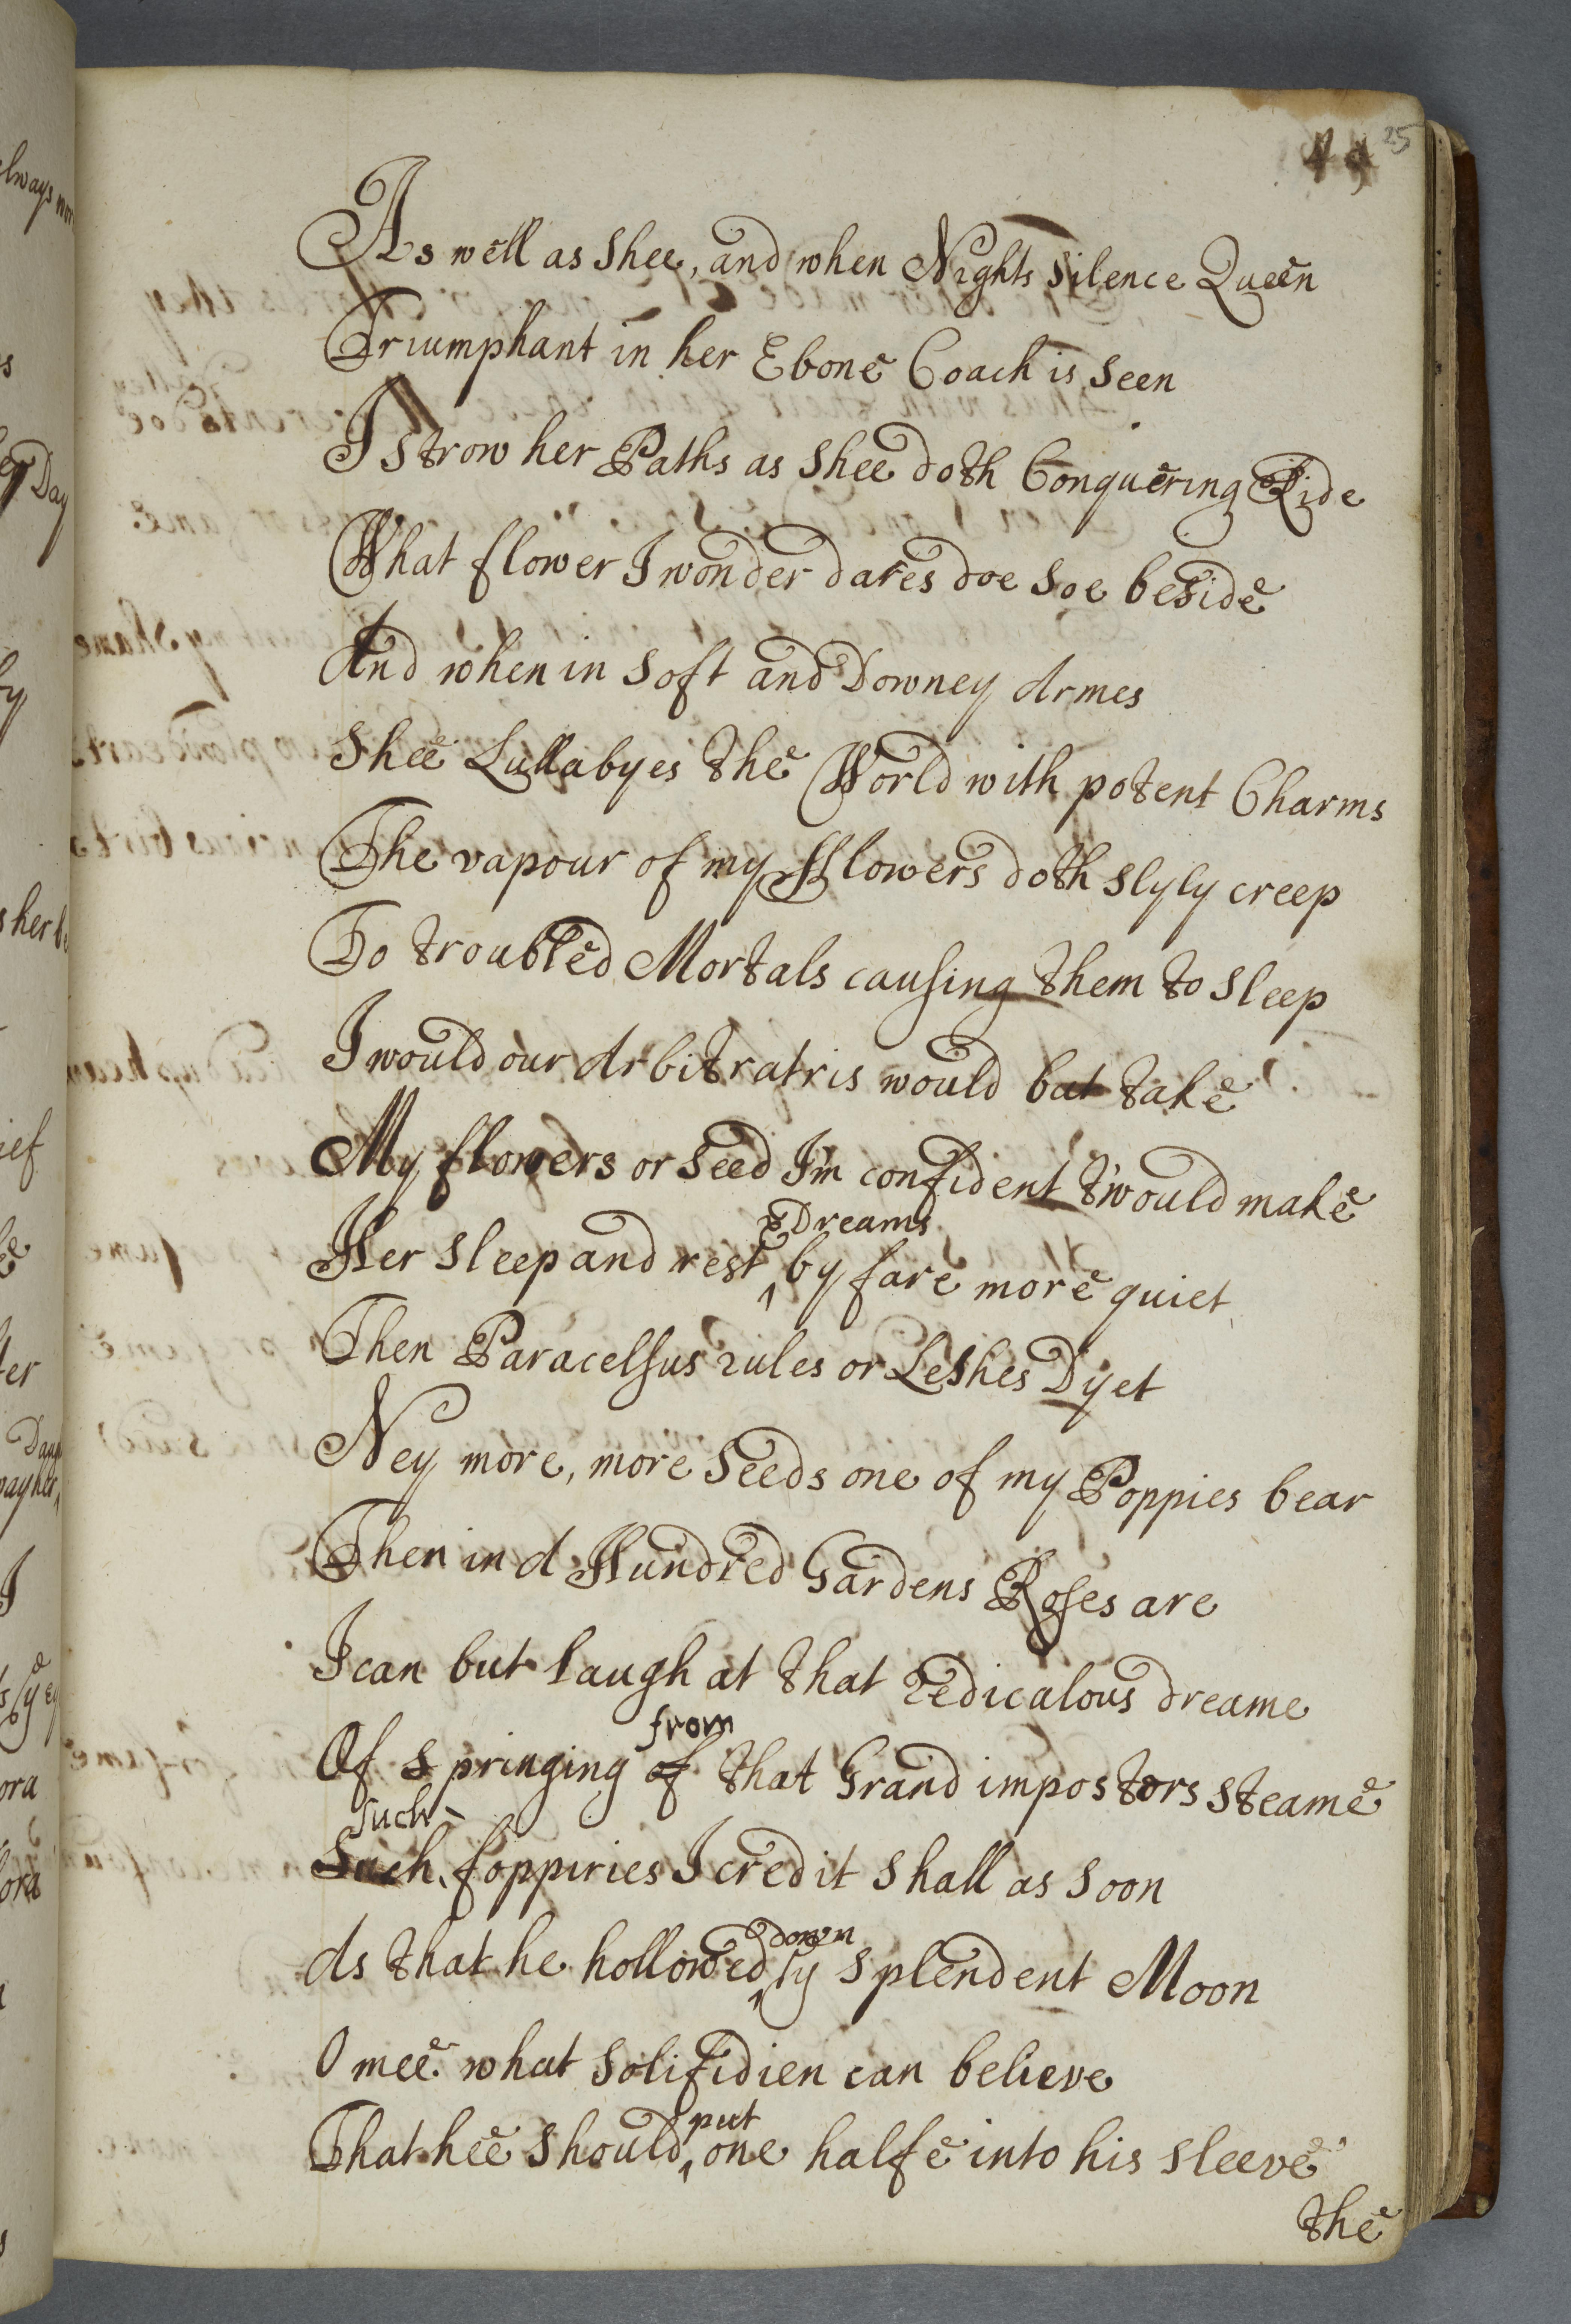 25
As well as Shee, and when Nights Silence Queen
Triumphant in her Ebone Coach is Seen
I Strow her Paths as Shee doth Conquering Ride
What flower I wonder dares doe Soe beside
And when in Soft and Downey Armes
Shee Lullabyes the World with potent Charms
The vapour of my fflowers doth Slyly creep
To troubled Mortals causing them to Sleep
I would our Arbitratris would but take
My flowers or Seed I'm confident t'would make
& Dreams
Her Sleep and rest ^ by fare more quiet
Then Paracelsus rules or Leshes Dyet
Ney more, more Seeds one of my Poppies bear
Then in A Hundred Gardens Roses are
I can but laugh at that redicalous dreame
from
Of Springing of that Grand impostors Steame
Such
Such foppiries I credit Shall as Soon
down
As that he hollowed ^ ys Splendent Moon
O mee what Solifidien can believe
put
That hee Should ^ one halfe into his Sleeve
the